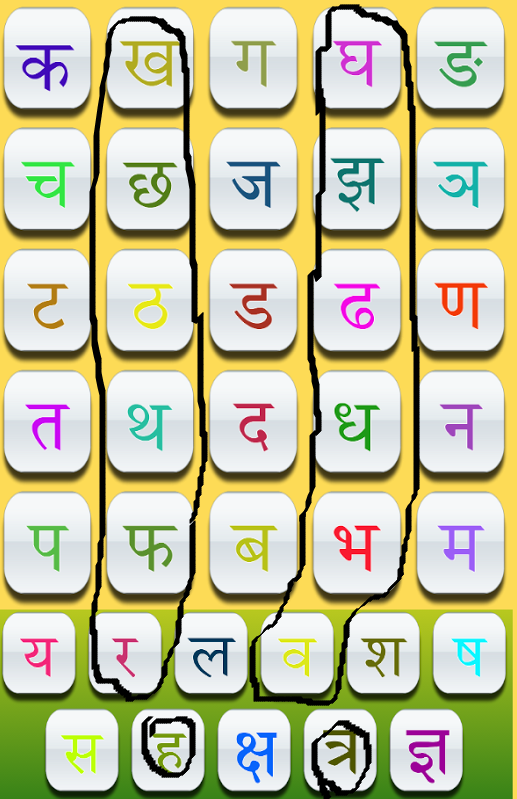 क ख ग घ ङ
च छ ज झ ञ
ट ठ ड ढ ण
त थ द ध न
प फ ब भ म
य र ल व श ष
स ह क्ष त्र ज्ञ